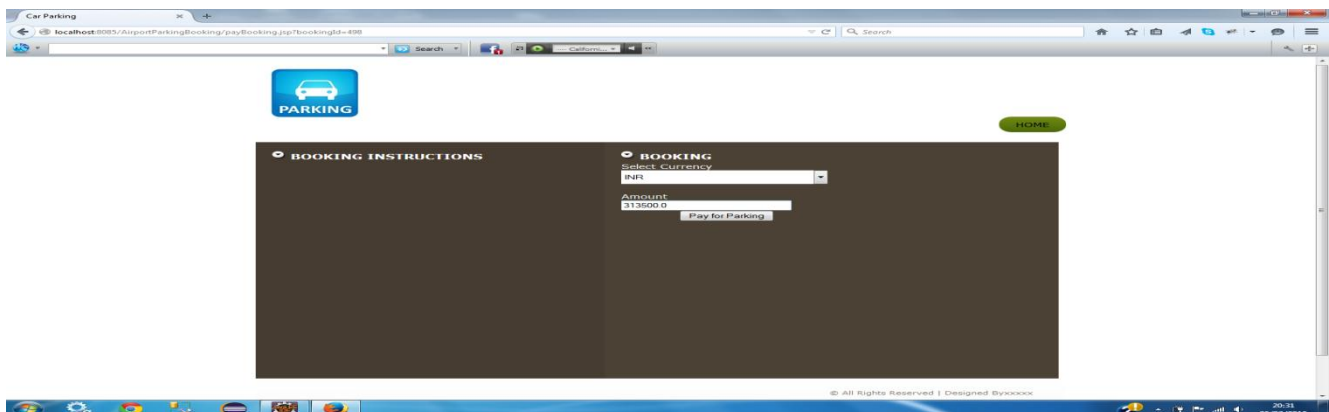 Car Parking
localhost:8085/AirportParkingBooking/payBooking.jsp?bookingId=498
Search
Search
PARKING
HOME
BOOKING INSTRUCTIONS
BOOKING
Select Currency
INR
Amount
313500.0
Pay for Parking
© All Rights Reserved | Designed Byxxxxx
20:31